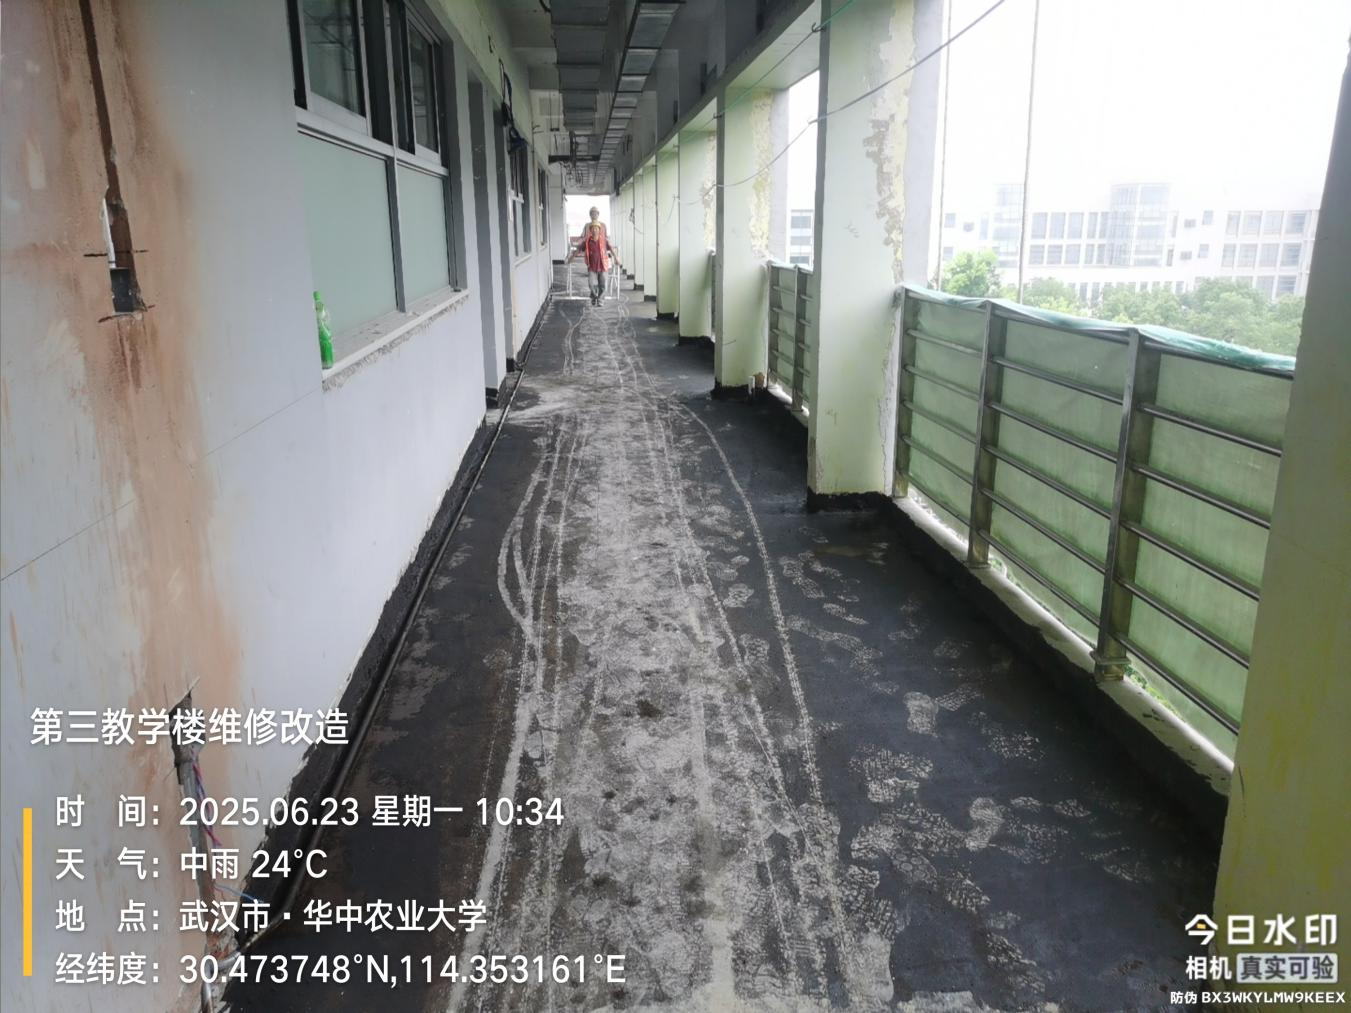 第三教学楼维修改造
时 间：2025.06.23 星期一 10:34
天 气：中雨 24°C
地 点：武汉市·华中农业大学
经纬度：30.473748°N,114.353161°E
今日水印
相机 真实可验
防伪 BX3WKYLMW9KEEX